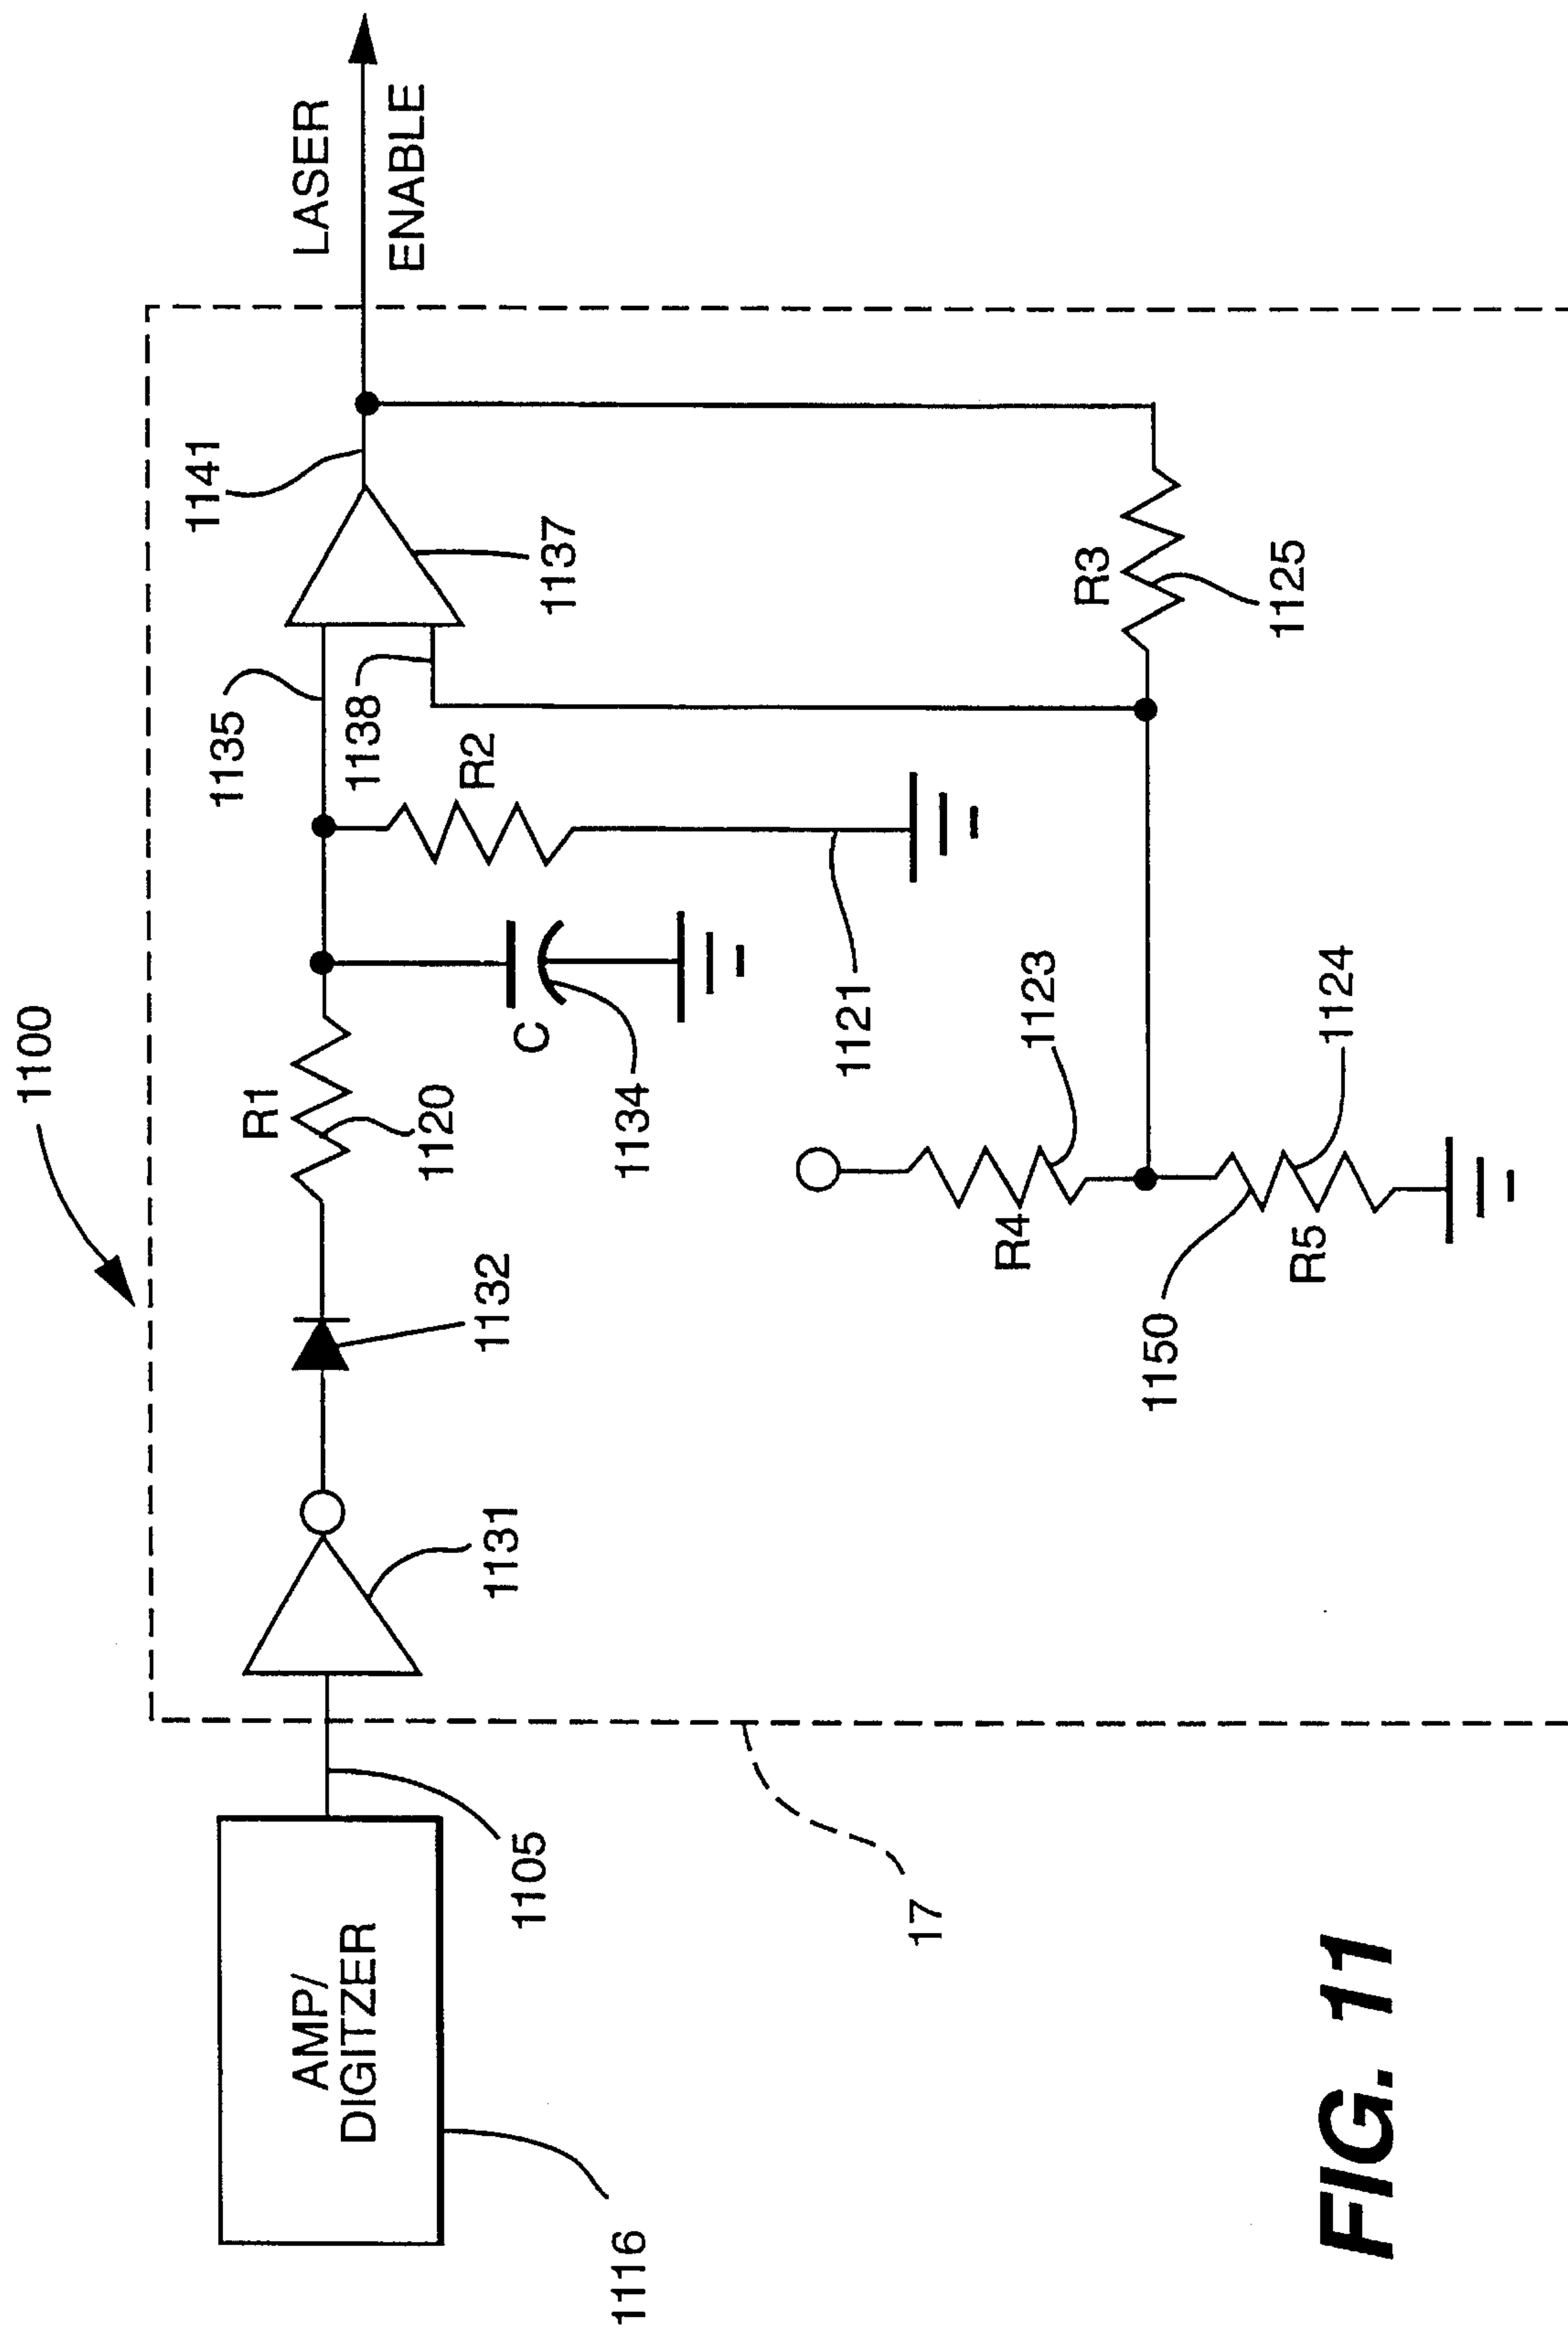 1100
LASER
ENABLE
1141
1135
1138
1137
R2
R1
1120
C
1134
1121
1132
1131
AMP/
DIGITZER
1116
1105
17
R4
1123
R3
1125
1150
R5
1124
FIG. 11